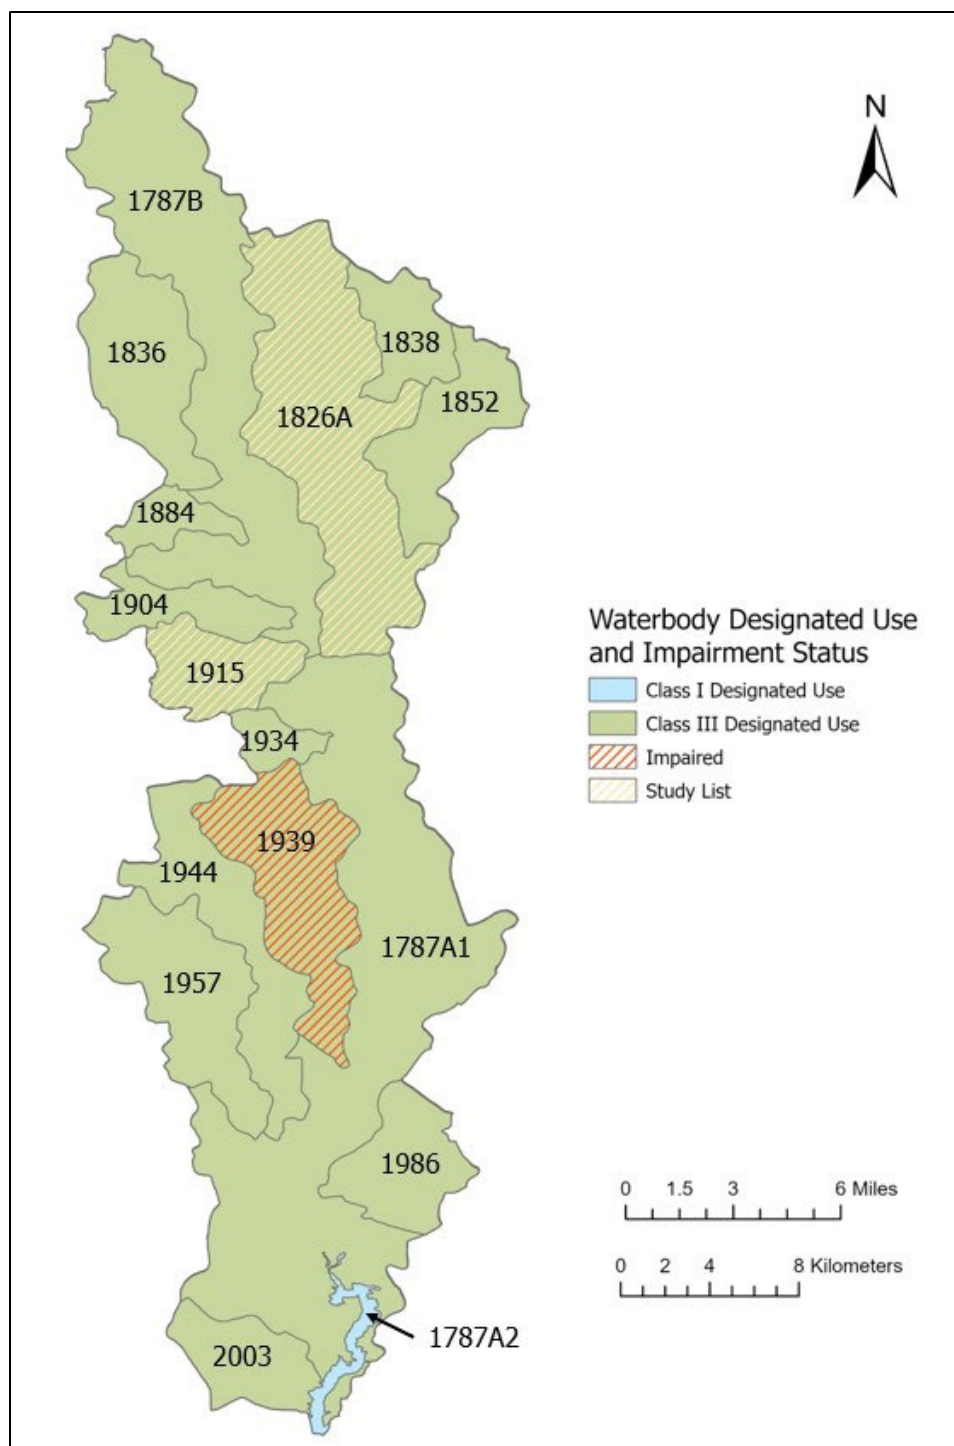 N
1787B
1836
1838
1826A
1852
1884
1904
1915
1934
1939
1944
1787A1
1957
1986
1787A2
2003
Waterbody Designated Use
and Impairment Status
Class I Designated Use
Class III Designated Use
Impaired
Study List
0 1.5 3 6 Miles
0 2 4 8 Kilometers